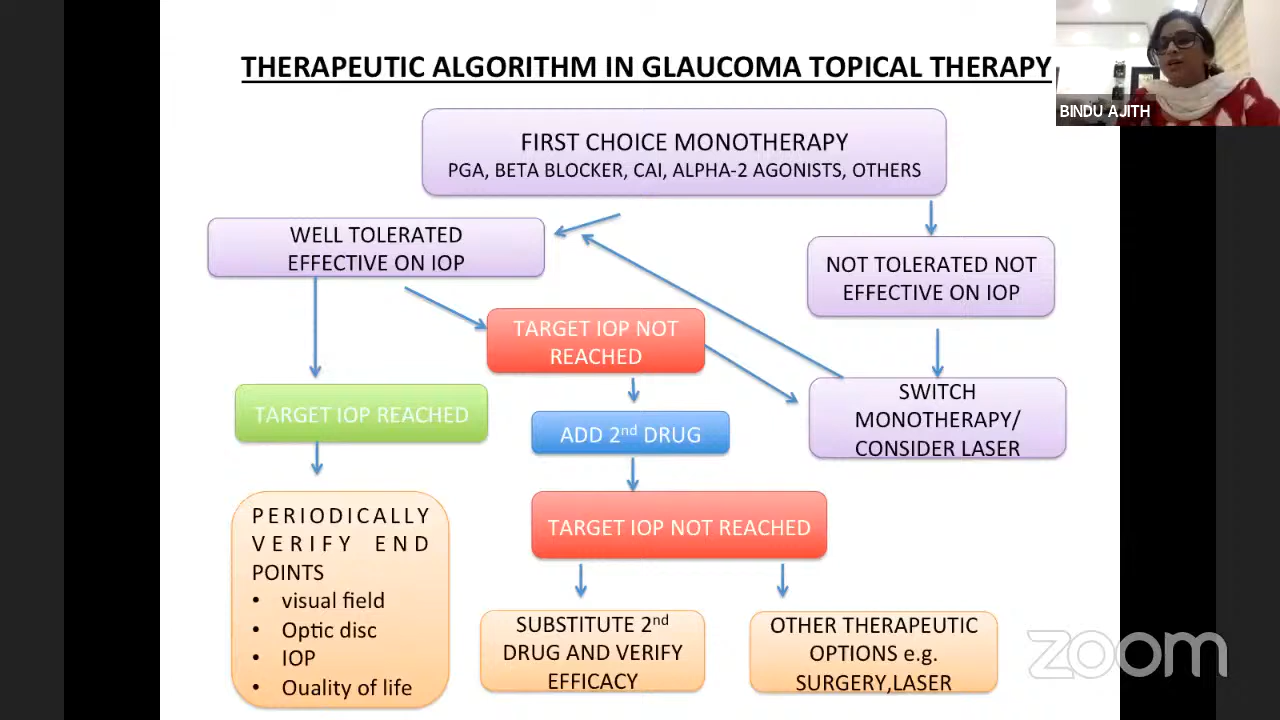 THERAPEUTIC ALGORITHM IN GLAUCOMA TOPICAL THERAPY
BINDU AJITH
FIRST CHOICE MONOTHERAPY
PGA, BETA BLOCKER, CAI, ALPHA-2 AGONISTS, OTHERS
WELL TOLERATED
EFFECTIVE ON IOP
NOT TOLERATED NOT
EFFECTIVE ON IOP
TARGET IOP NOT
REACHED
SWITCH
MONOTHERAPY/
CONSIDER LASER
TARGET IOP REACHED
ADD 2nd DRUG
TARGET IOP NOT REACHED
PERIODICALLY
VERIFY END
POINTS
• visual field
• Optic disc
• IOP
• Quality of life
SUBSTITUTE 2nd
DRUG AND VERIFY
EFFICACY
OTHER THERAPEUTIC
OPTIONS e.g.
SURGERY,LASER
zoom